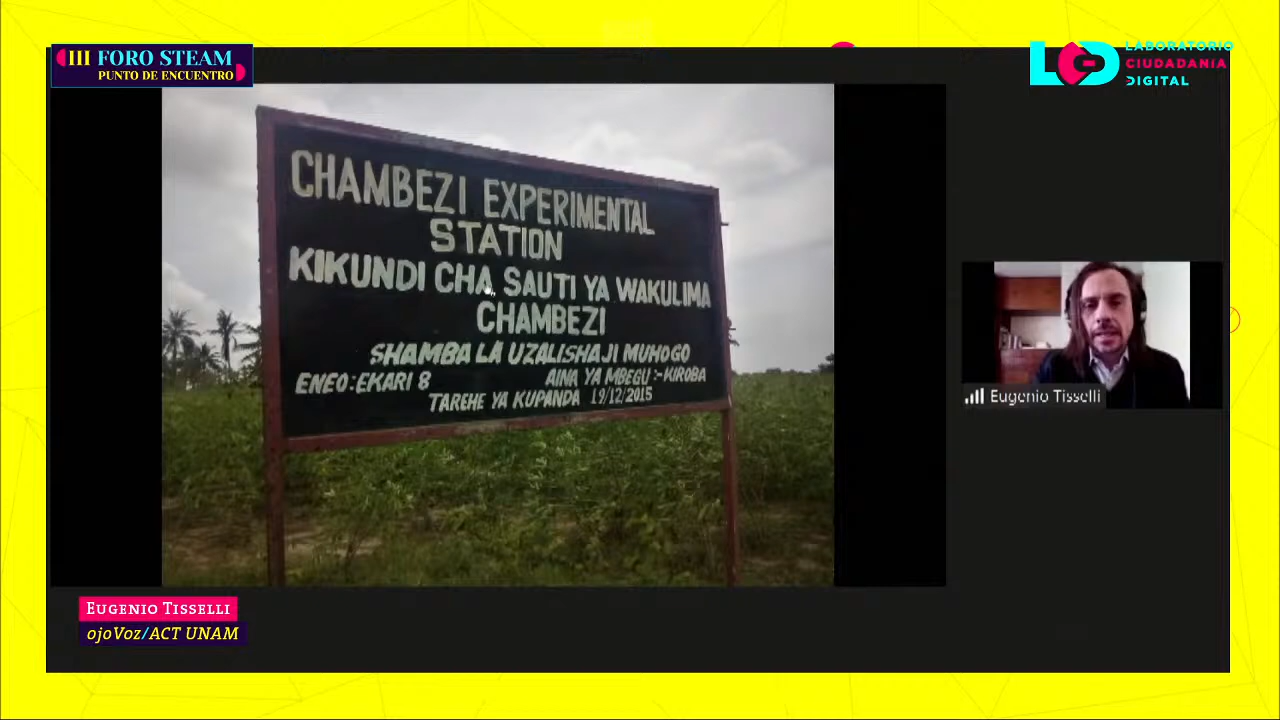 III FORO STEAM
PUNTO DE ENCUENTRO
LCD LABORATORIO
CIUDADANÍA
DIGITAL
CHAMBEZI EXPERIMENTAL
STATION
KIKUNDI CHA SAUTI YA WAKULIMA
CHAMBEZI
SHAMBA LA UZALISHAJI MUHOGO
ENEO:EKARI 8 AINA YA MBEGU :-KIROBA
TAREHE YA KUPANDA 19/12/2015
Eugenio Tisselli
EUGENIO TISSELLI
ojoVoz/ACT UNAM